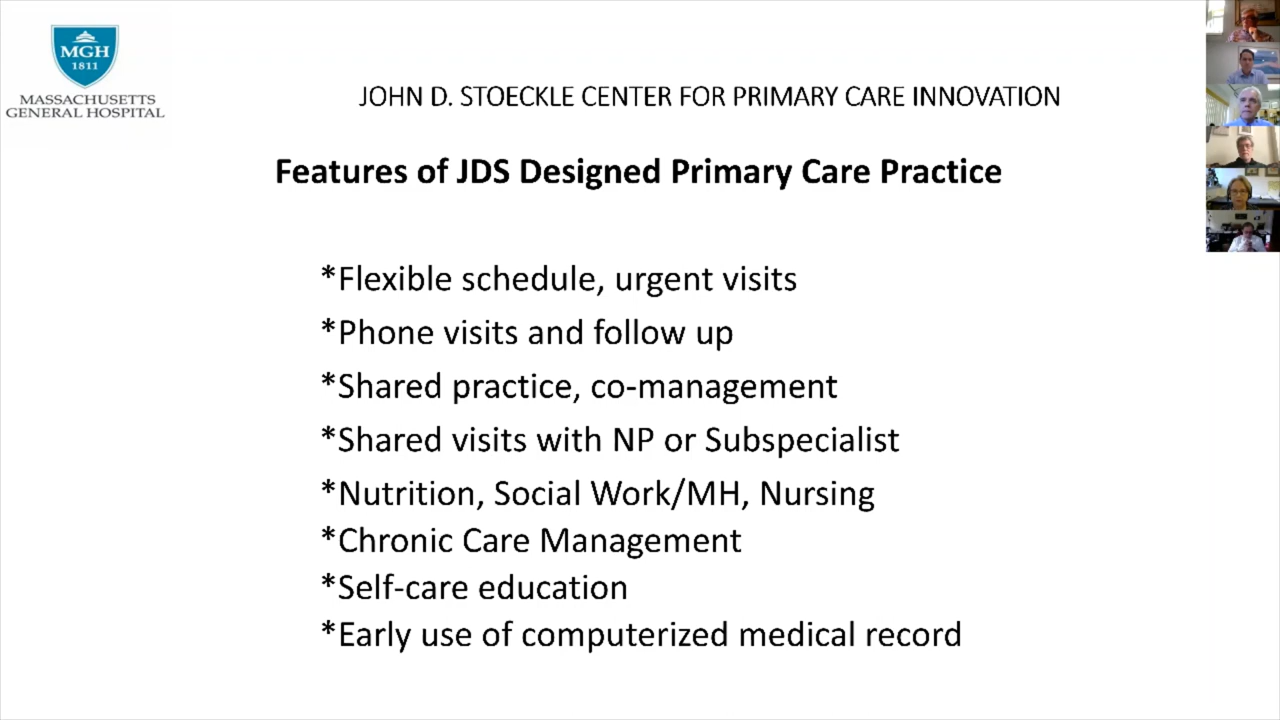 MGH
1811
MASSACHUSETTS
GENERAL HOSPITAL
JOHN D. STOECKLE CENTER FOR PRIMARY CARE INNOVATION
Features of JDS Designed Primary Care Practice
*Flexible schedule, urgent visits
*Phone visits and follow up
*Shared practice, co-management
*Shared visits with NP or Subspecialist
*Nutrition, Social Work/MH, Nursing
*Chronic Care Management
*Self-care education
*Early use of computerized medical record